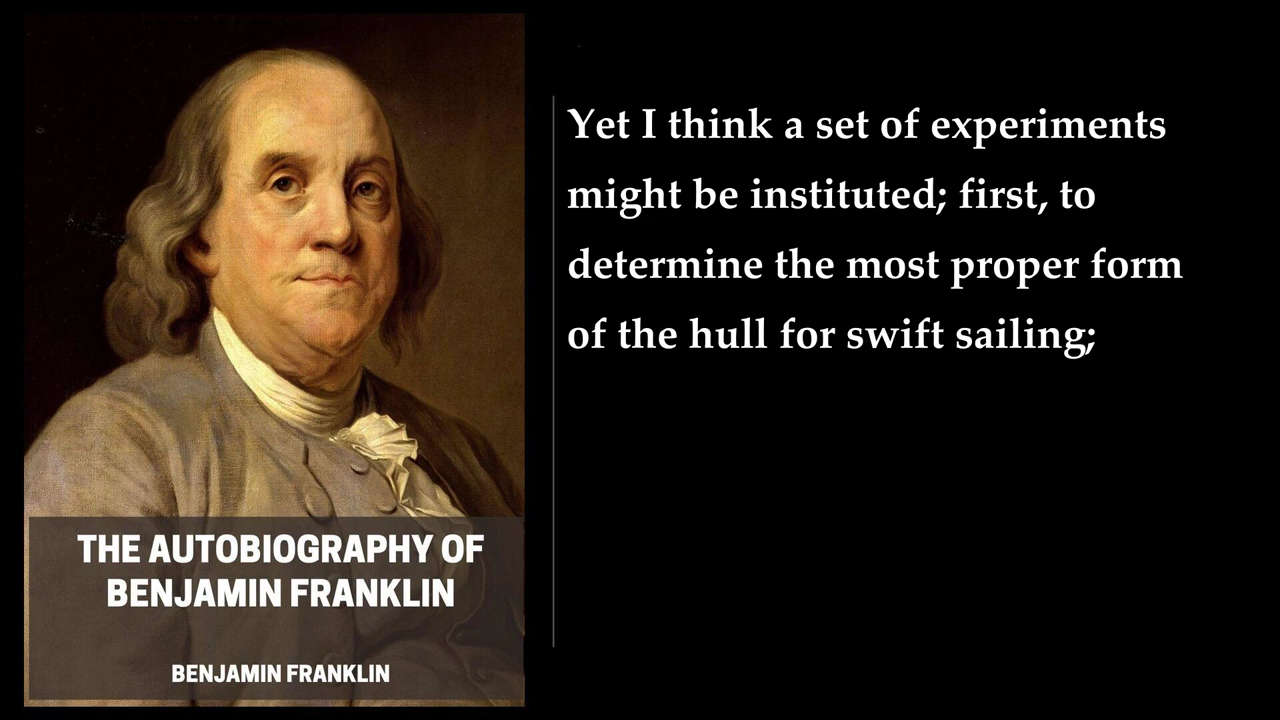 Yet I think a set of experiments
might be instituted; first, to
determine the most proper form
of the hull for swift sailing;
THE AUTOBIOGRAPHY OF
BENJAMIN FRANKLIN
BENJAMIN FRANKLIN